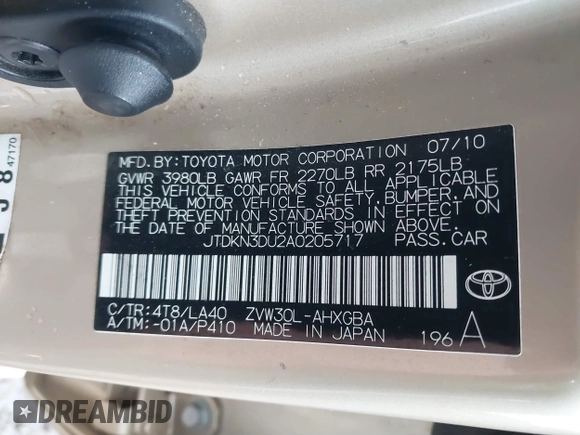 MFD. BY: TOYOTA MOTOR CORPORATION 07/10
GVWR 3980LB GAWR FR 2270LB RR 2175LB
THIS VEHICLE CONFORMS TO ALL APPLICABLE
FEDERAL MOTOR VEHICLE SAFETY, BUMPER, AND
THEFT PREVENTION STANDARDS IN EFFECT ON
THE DATE OF MANUFACTURE SHOWN ABOVE.
JTDKN3DU2A0205717 PASS. CAR
C/TR: 4T8/LA40 ZVW30L-AHXGBA
A/TM: -01A/P410 MADE IN JAPAN 196 A
J 8 47170
DREAMBID